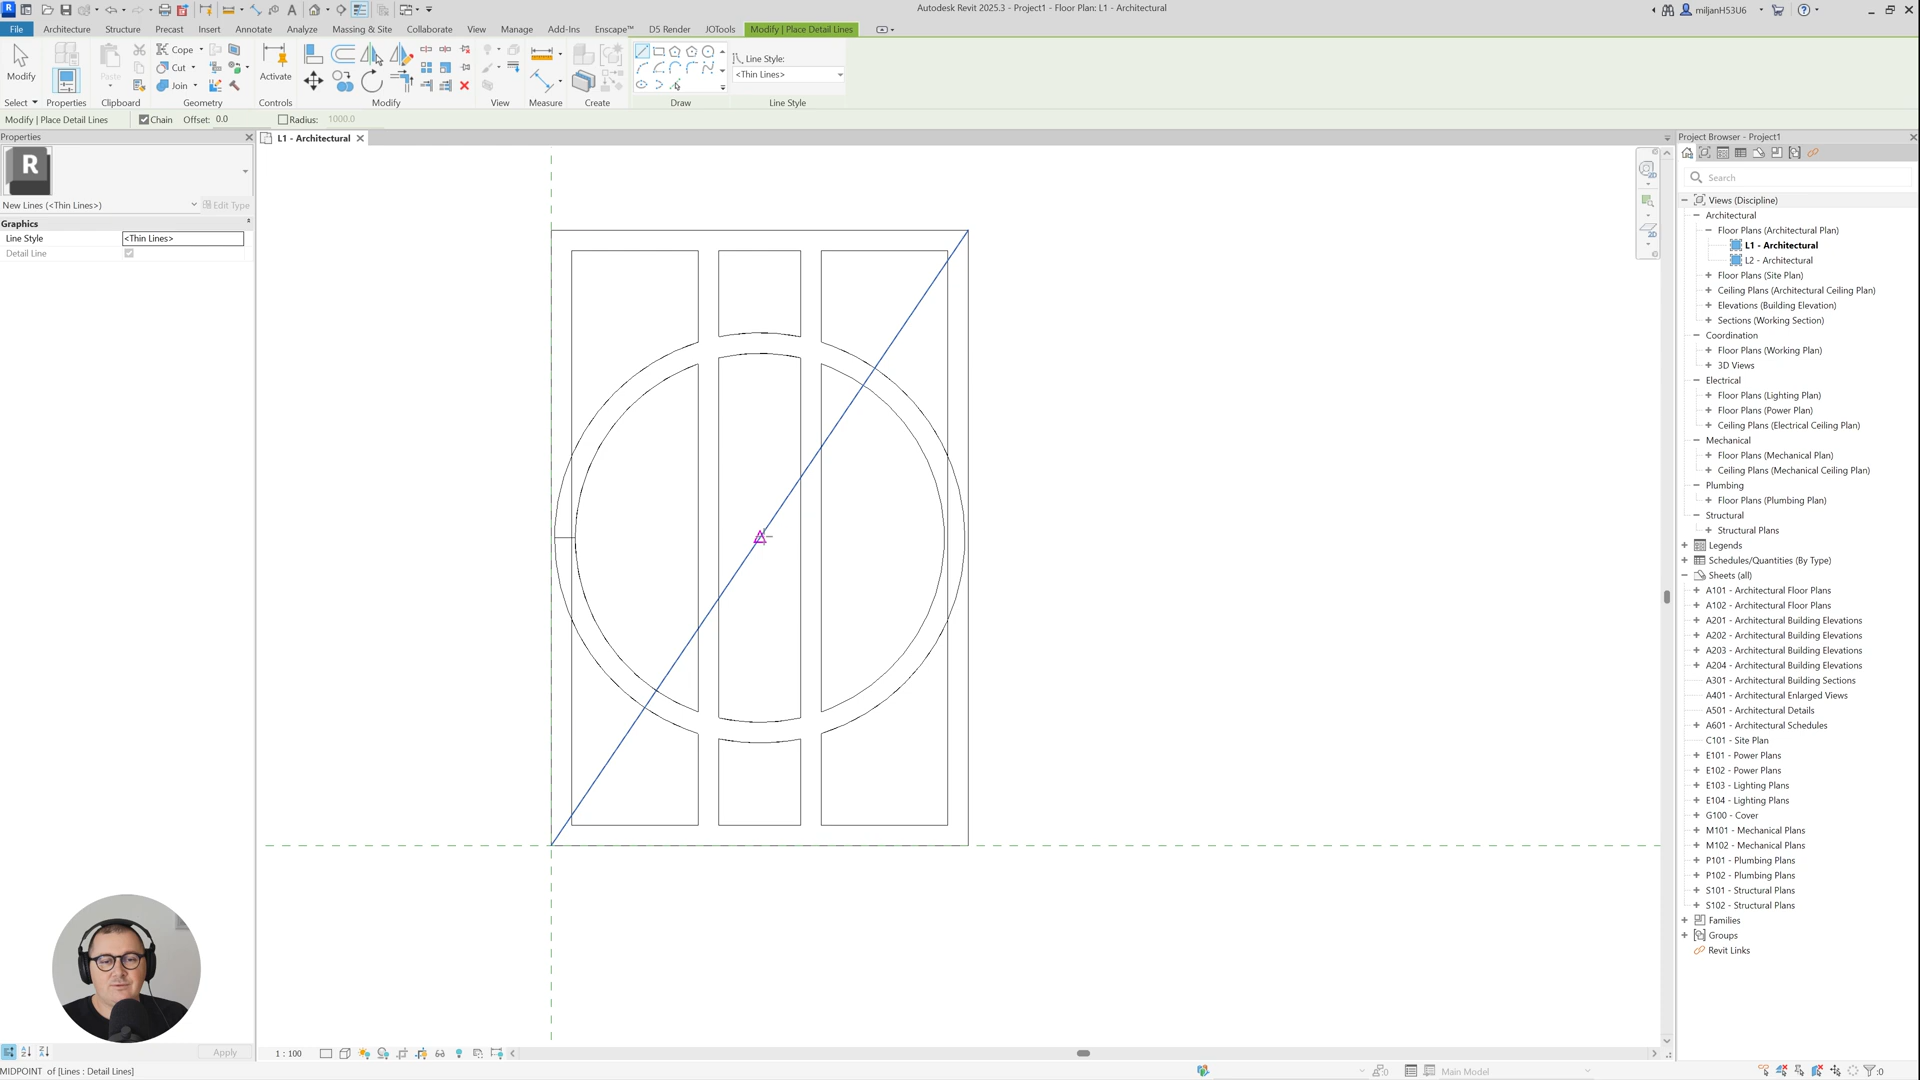 Autodesk Revit 2025.3 - Project1 - Floor Plan: L1 - Architectural
miljanH53U6
File
Architecture
Structure
Precast
Insert
Annotate
Analyze
Massing & Site
Collaborate
View
Manage
Add-Ins
Enscape™
D5 Render
JOTools
Modify | Place Detail Lines
Modify
Paste
Cope
Cut
Join
Activate
Measure
Create
Line Style:
<Thin Lines>
Select
Properties
Clipboard
Geometry
Controls
Modify
View
Measure
Create
Draw
Line Style
Modify | Place Detail Lines
Chain
Offset:
0.0
Radius:
1000.0
Properties
L1 - Architectural
Project Browser - Project1
R
New Lines (<Thin Lines>)
Edit Type
Graphics
Line Style
<Thin Lines>
Detail Line
Search
Views (Discipline)
Architectural
Floor Plans (Architectural Plan)
L1 - Architectural
L2 - Architectural
Floor Plans (Site Plan)
Ceiling Plans (Architectural Ceiling Plan)
Elevations (Building Elevation)
Sections (Working Section)
Coordination
Floor Plans (Working Plan)
3D Views
Electrical
Floor Plans (Lighting Plan)
Floor Plans (Power Plan)
Ceiling Plans (Electrical Ceiling Plan)
Mechanical
Floor Plans (Mechanical Plan)
Ceiling Plans (Mechanical Ceiling Plan)
Plumbing
Floor Plans (Plumbing Plan)
Structural
Structural Plans
Legends
Schedules/Quantities (By Type)
Sheets (all)
A101 - Architectural Floor Plans
A102 - Architectural Floor Plans
A201 - Architectural Building Elevations
A202 - Architectural Building Elevations
A203 - Architectural Building Elevations
A204 - Architectural Building Elevations
A301 - Architectural Building Sections
A401 - Architectural Enlarged Views
A501 - Architectural Details
A601 - Architectural Schedules
C101 - Site Plan
E101 - Power Plans
E102 - Power Plans
E103 - Lighting Plans
E104 - Lighting Plans
G100 - Cover
M101 - Mechanical Plans
M102 - Mechanical Plans
P101 - Plumbing Plans
P102 - Plumbing Plans
S101 - Structural Plans
S102 - Structural Plans
Families
Groups
Revit Links
Apply
1 : 100
MIDPOINT of [Lines : Detail Lines]
:0
Main Model
:0